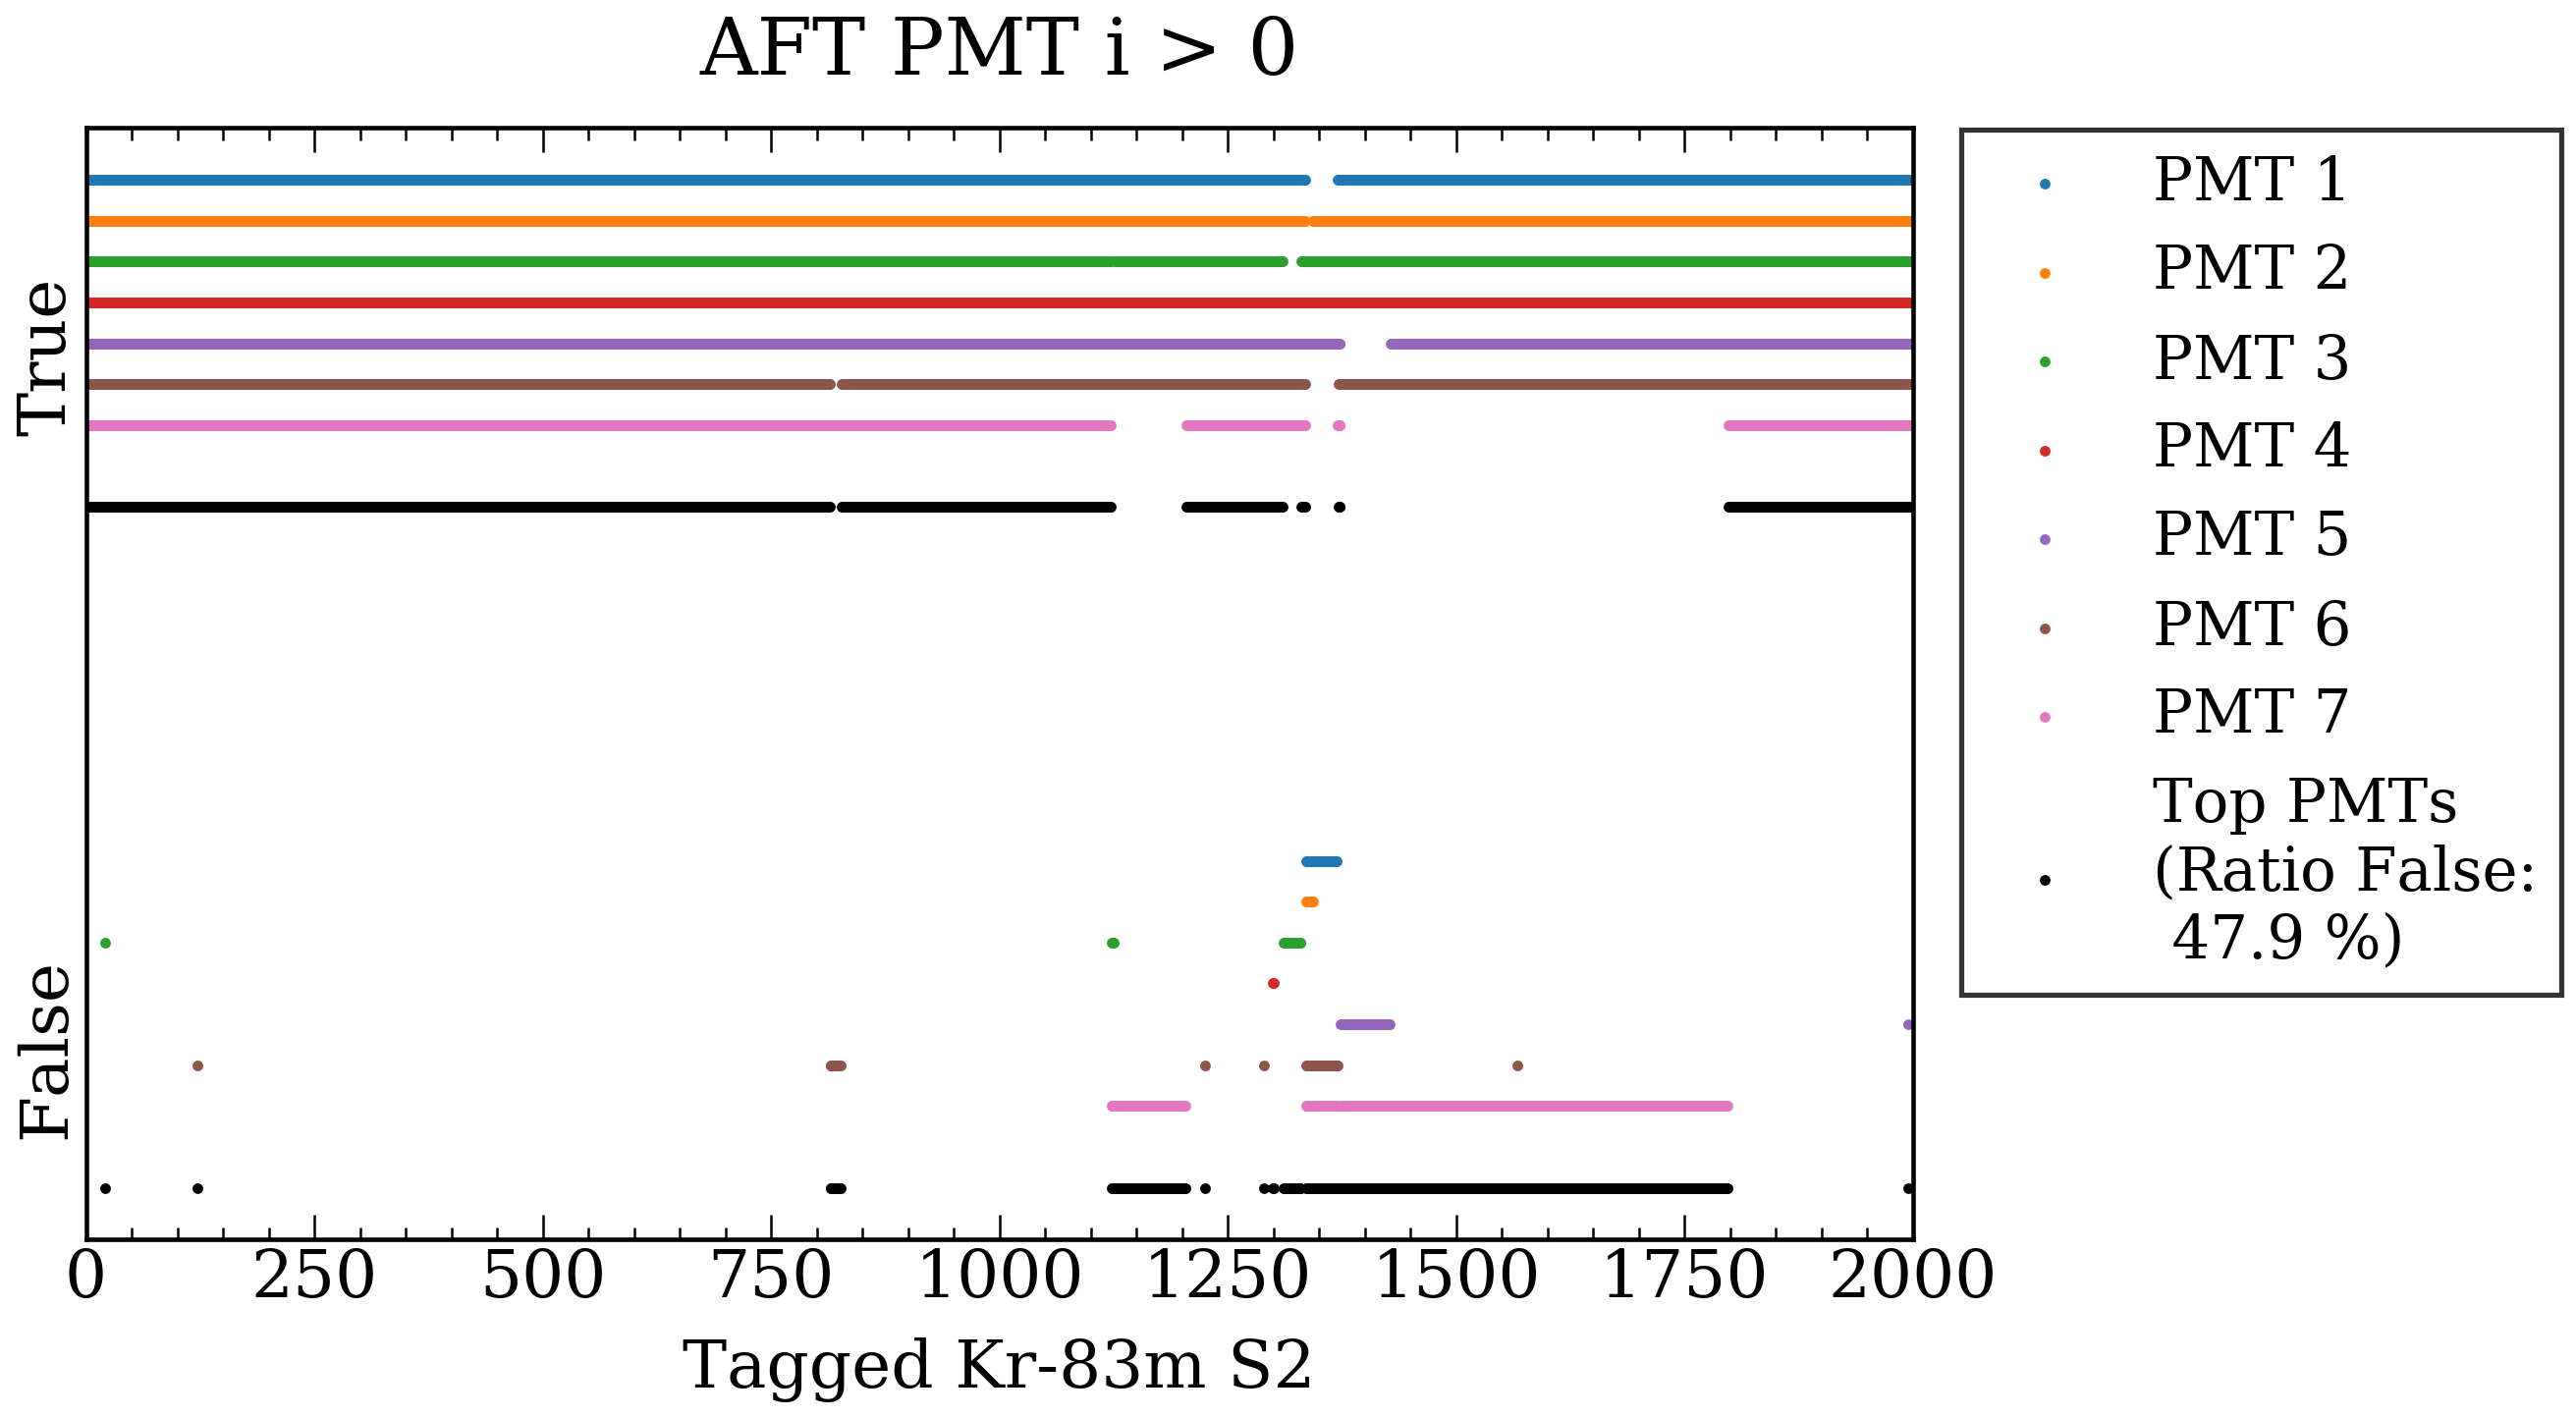 AFT PMT i > 0
True
False
0 250 500 750 1000 1250 1500 1750 2000
Tagged Kr-83m S2
PMT 1
PMT 2
PMT 3
PMT 4
PMT 5
PMT 6
PMT 7
Top PMTs
(Ratio False:
47.9 %)